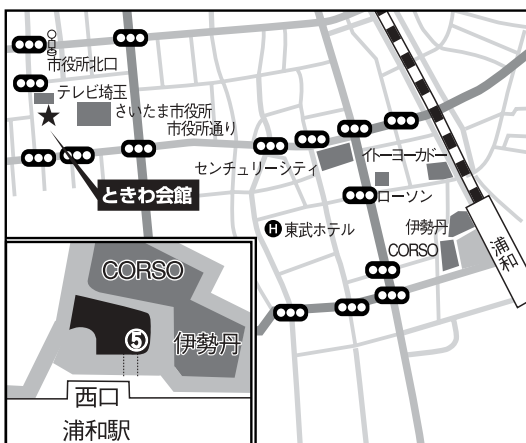 市役所北口
テレビ埼玉
さいたま市役所
市役所通り
センチュリーシティ
イトーヨーカドー
ときわ会館
ローソン
H 東武ホテル
伊勢丹
CORSO
浦和
CORSO
⑤
伊勢丹
西口
浦和駅